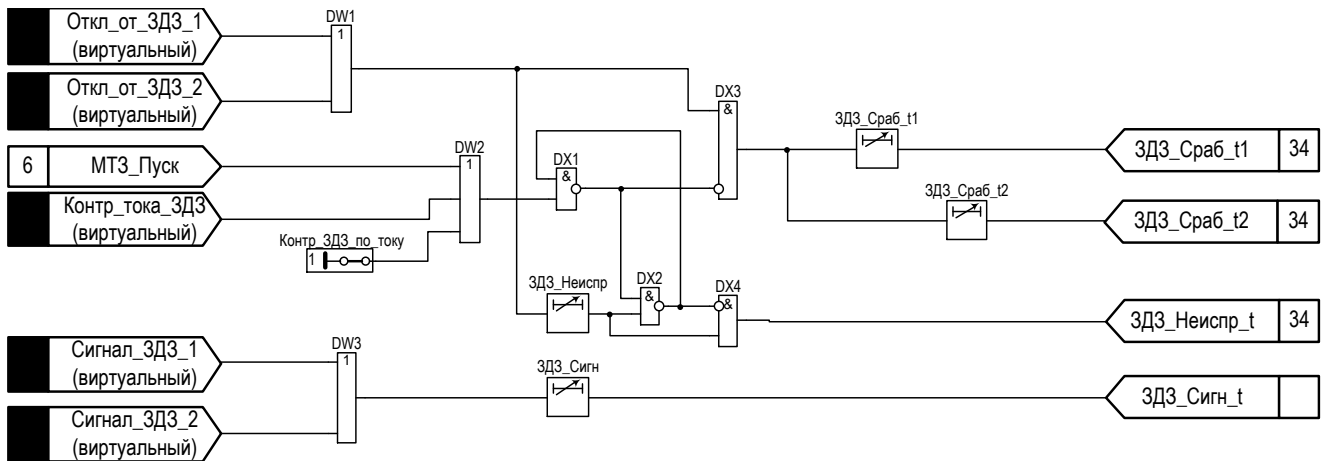 Откл_от_ЗДЗ_1
(виртуальный)
DW1
1
Откл_от_ЗДЗ_2
(виртуальный)
DX3
&
ЗДЗ_Сраб_t1
ЗДЗ_Сраб_t1 34
6 МТЗ_Пуск
DW2
1
DX1
&
Контр_тока_ЗДЗ
(виртуальный)
ЗДЗ_Сраб_t2
ЗДЗ_Сраб_t2 34
Контр_ЗДЗ_по_току
1
ЗДЗ_Неиспр
DX2
&
DX4
&
ЗДЗ_Неиспр_t 34
Сигнал_ЗДЗ_1
(виртуальный)
DW3
1
ЗДЗ_Сигн
ЗДЗ_Сигн_t
Сигнал_ЗДЗ_2
(виртуальный)